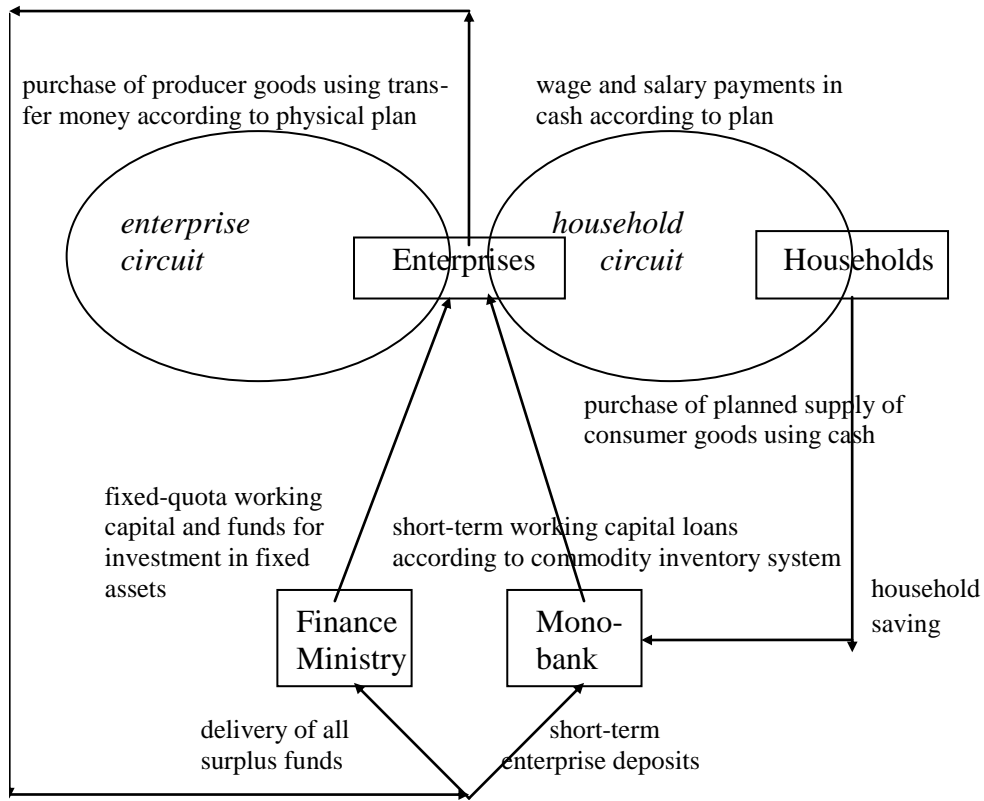 purchase of producer goods using trans-
fer money according to physical plan
wage and salary payments in
cash according to plan
enterprise
circuit
household
circuit
Enterprises
Households
purchase of planned supply of
consumer goods using cash
fixed-quota working
capital and funds for
investment in fixed
assets
short-term working capital loans
according to commodity inventory system
household
saving
Finance
Ministry
Mono-
bank
delivery of all
surplus funds
short-term
enterprise deposits